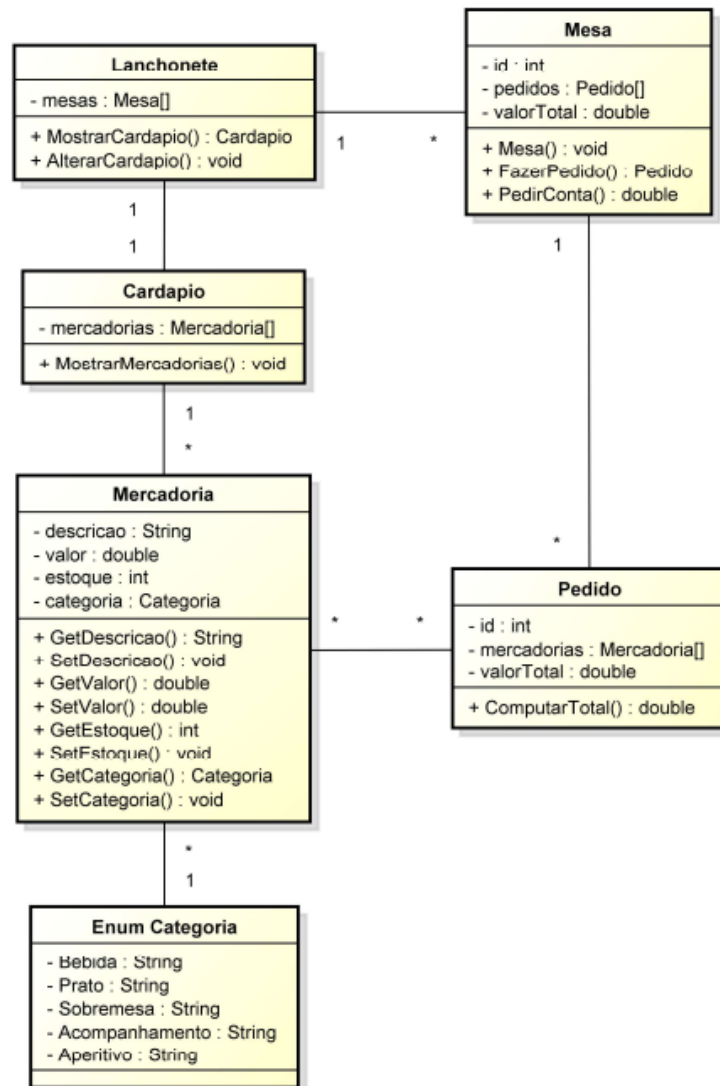 Lanchonete
- mesas : Mesa[]
+ MostrarCardapio() : Cardapio
+ AlterarCardapio() : void
Mesa
- id : int
- pedidos : Pedido[]
- valorTotal : double
+ Mesa() : void
+ FazerPedido() : Pedido
+ PedirConta() : double
1
*
1
1
1
Cardapio
- mercadorias : Mercadoria[]
+ MostrarMercadorias() : void
1
*
*
Mercadoria
- descricao : String
- valor : double
- estoque : int
- categoria : Categoria
+ GetDescricao() : String
+ SetDescricao() : void
+ GetValor() : double
+ SetValor() : double
+ GetEstoque() : int
+ SetEstoque() : void
+ GetCategoria() : Categoria
+ SetCategoria() : void
*
*
Pedido
- id : int
- mercadorias : Mercadoria[]
- valorTotal : double
+ ComputarTotal() : double
*
1
Enum Categoria
- Bebida : String
- Prato : String
- Sobremesa : String
- Acompanhamento : String
- Aperitivo : String